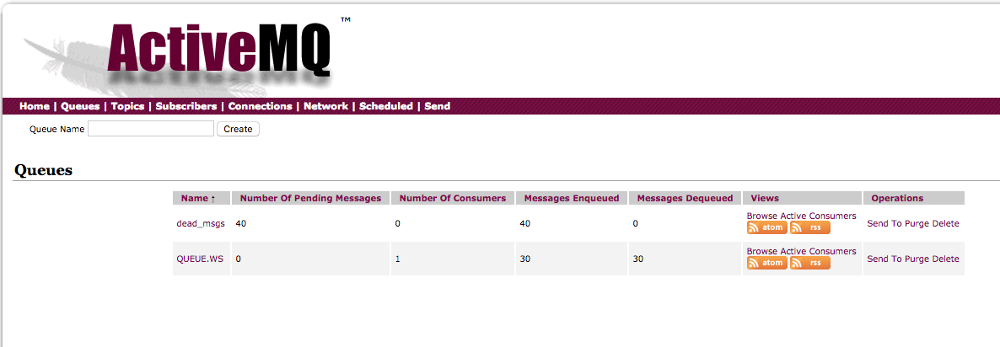 ActiveMQ ™
Home | Queues | Topics | Subscribers | Connections | Network | Scheduled | Send
Queue Name Create
Queues
Name ↑ Number Of Pending Messages Number Of Consumers Messages Enqueued Messages Dequeued Views Operations
dead_msgs 40 0 40 0 Browse Active Consumers atom rss Send To Purge Delete
QUEUE.WS 0 1 30 30 Browse Active Consumers atom rss Send To Purge Delete